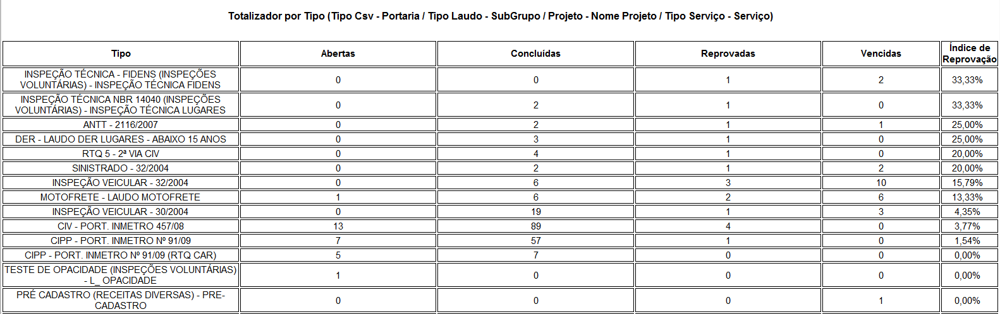 Totalizador por Tipo (Tipo Csv - Portaria / Tipo Laudo - SubGrupo / Projeto - Nome Projeto / Tipo Serviço - Serviço)
Tipo Abertas Concluídas Reprovadas Vencidas Índice de Reprovação
INSPEÇÃO TÉCNICA - FIDENS (INSPEÇÕES
VOLUNTÁRIAS) - INSPEÇÃO TÉCNICA FIDENS 0 0 1 2 33,33%
INSPEÇÃO TÉCNICA NBR 14040 (INSPEÇÕES
VOLUNTÁRIAS) - INSPEÇÃO TÉCNICA LUGARES 0 2 1 0 33,33%
ANTT - 2116/2007 0 2 1 1 25,00%
DER - LAUDO DER LUGARES - ABAIXO 15 ANOS 0 3 1 0 25,00%
RTQ 5 - 2ª VIA CIV 0 4 1 0 20,00%
SINISTRADO - 32/2004 0 2 1 2 20,00%
INSPEÇÃO VEICULAR - 32/2004 0 6 3 10 15,79%
MOTOFRETE - LAUDO MOTOFRETE 1 6 2 6 13,33%
INSPEÇÃO VEICULAR - 30/2004 0 19 1 3 4,35%
CIV - PORT. INMETRO 457/08 13 89 4 0 3,77%
CIPP - PORT. INMETRO Nº 91/09 7 57 1 0 1,54%
CIPP - PORT. INMETRO Nº 91/09 (RTQ CAR) 5 7 0 0 0,00%
TESTE DE OPACIDADE (INSPEÇÕES VOLUNTÁRIAS)
- L_ OPACIDADE 1 0 0 0 0,00%
PRÉ CADASTRO (RECEITAS DIVERSAS) - PRE-
CADASTRO 0 0 0 1 0,00%